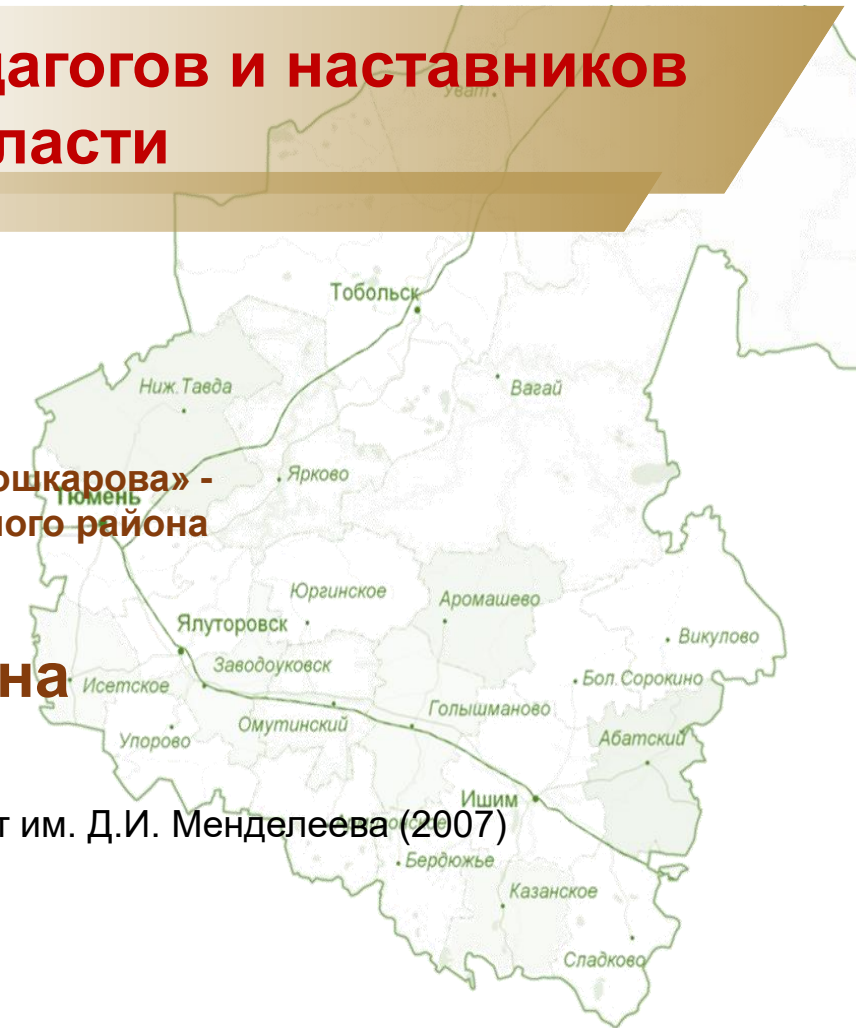 дагогов и наставников
Уват
ласти
Тобольск
Ниж.Тавда
Вагай
Ярково
ошкарова» -
Тюмень
ного района
Юргинское
Аромашево
Ялуторовск
Викулово
Заводоуковск
на
Исетское
Бол.Сорокино
Голышманово
Омутинский
Упорово
Абатский
Ишим
т им. Д.И. Менделеева (2007)
Бердюжье
Казанское
Сладково